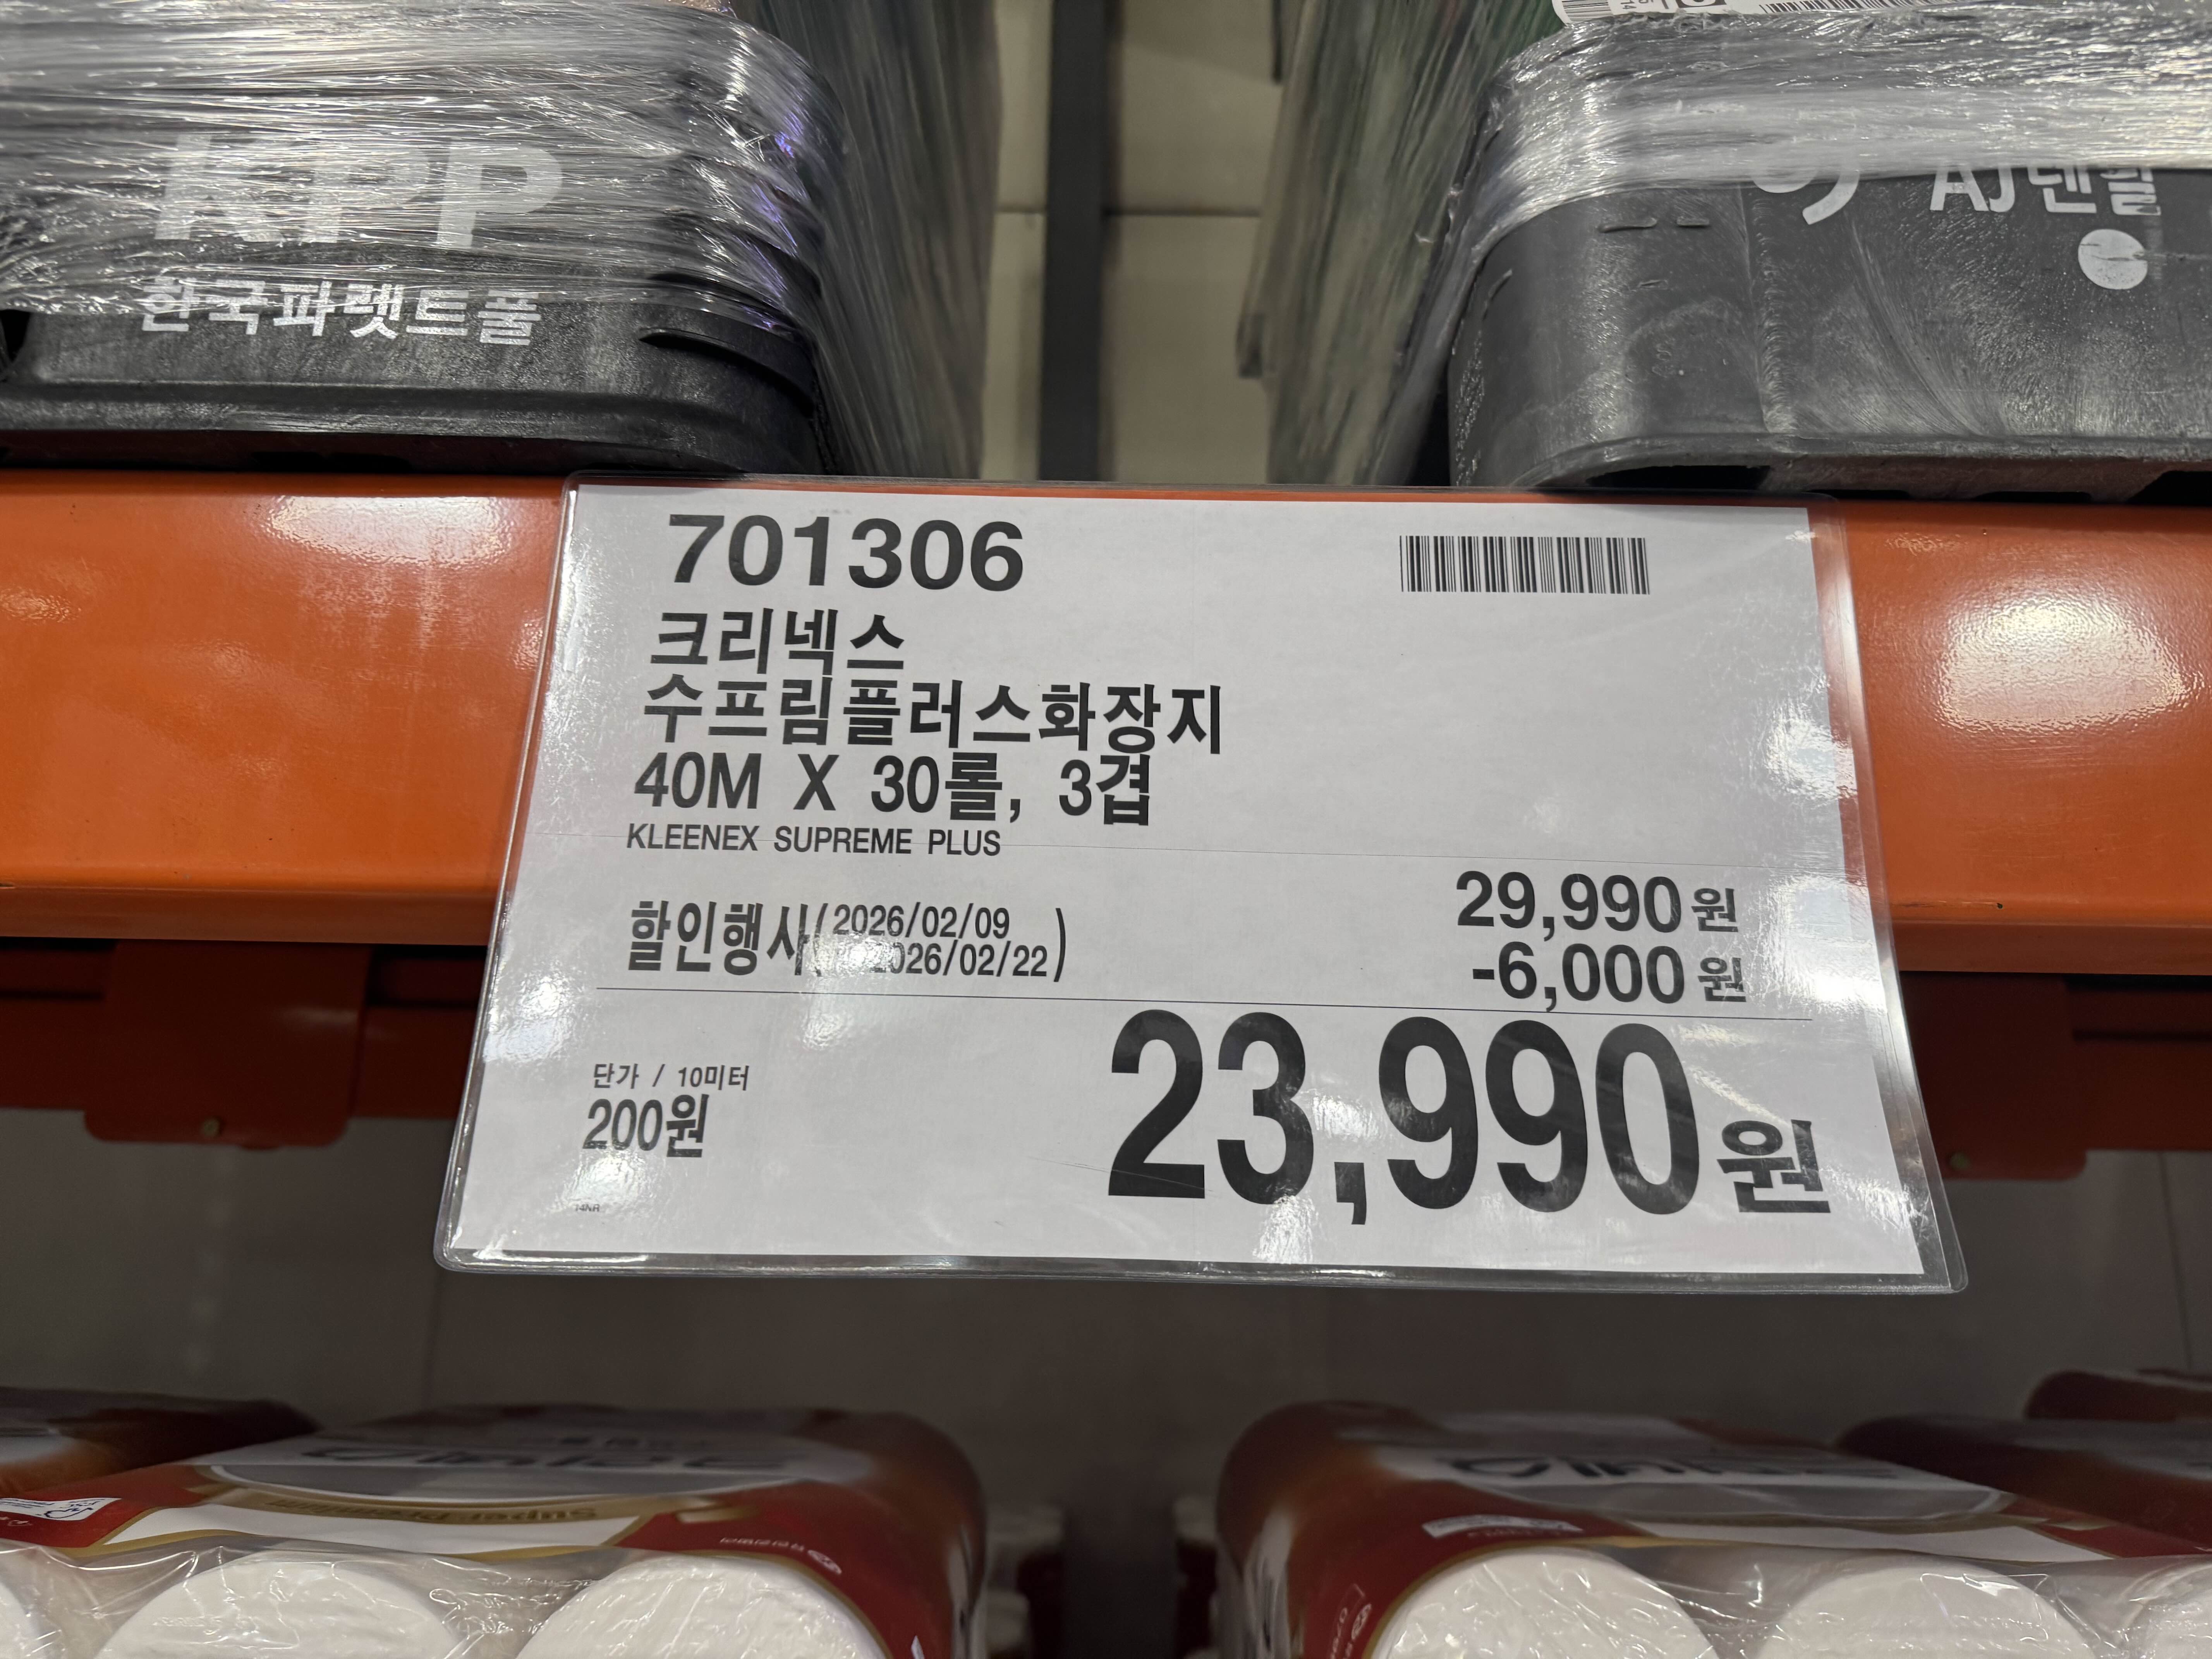 KPP
한국파렛트풀
AJ렌탈
701306
크리넥스
수프림플러스화장지
40M X 30롤, 3겹
KLEENEX SUPREME PLUS
29,990원
할인행사(2026/02/09
2026/02/22)
-6,000원
단가 / 10미터
200원
23,990원
14NR
Super Premium